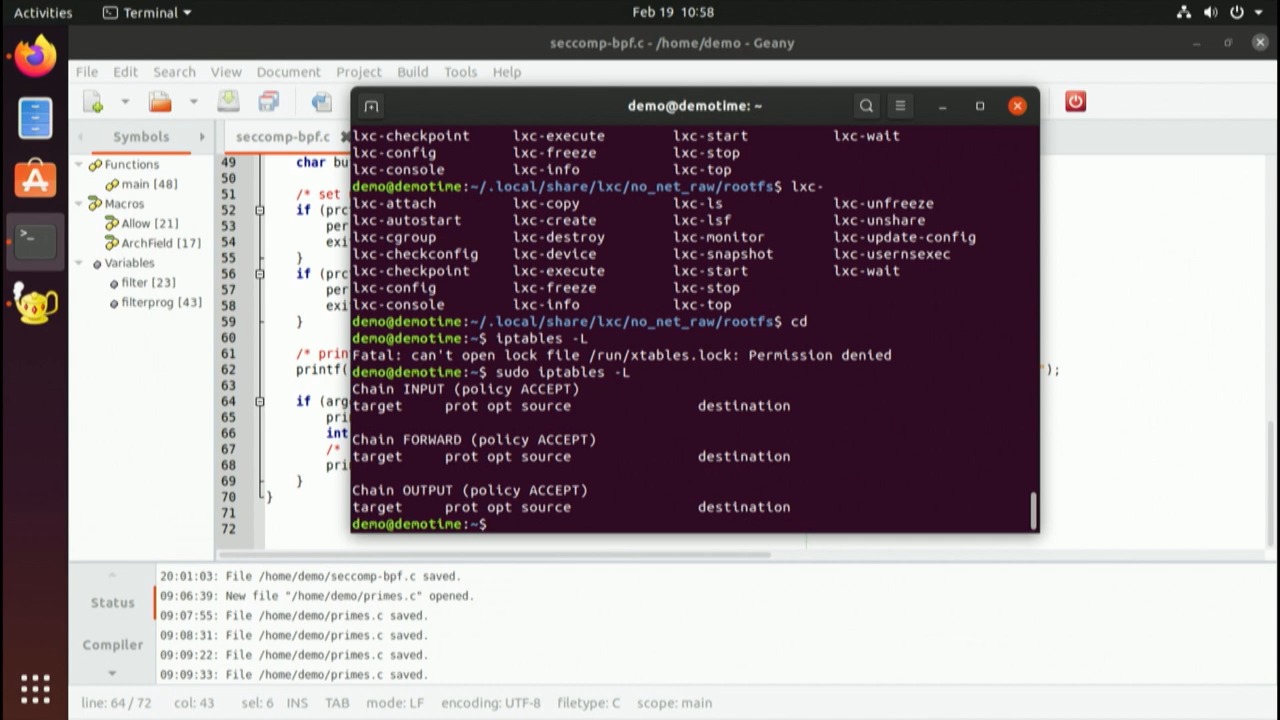 Activities Terminal Feb 19 10:58
seccomp-bpf.c - /home/demo - Geany
File Edit Search View Document Project Build Tools Help
demo@demotime: ~
Symbols seccomp-bpf.c
Functions
main [48]
Macros
Allow [21]
ArchField [17]
Variables
filter [23]
filterprog [43]
49 char bu
50
51 /* set
52 if (prc
53 per
54 exi
55 }
56 if (prc
57 per
58 exi
59 }
60
61 /* prin
62 printf( ");
63
64 if (arg
65 pri
66 int
67 /*
68 pri
69 }
70 }
71
72
lxc-checkpoint lxc-execute lxc-start lxc-wait
lxc-config lxc-freeze lxc-stop
lxc-console lxc-info lxc-top
demo@demotime:~/.local/share/lxc/no_net_raw/rootfs$ lxc-
lxc-attach lxc-copy lxc-ls lxc-unfreeze
lxc-autostart lxc-create lxc-lsf lxc-unshare
lxc-cgroup lxc-destroy lxc-monitor lxc-update-config
lxc-checkconfig lxc-device lxc-snapshot lxc-usernsexec
lxc-checkpoint lxc-execute lxc-start lxc-wait
lxc-config lxc-freeze lxc-stop
lxc-console lxc-info lxc-top
demo@demotime:~/.local/share/lxc/no_net_raw/rootfs$ cd
demo@demotime:~$ iptables -L
Fatal: can't open lock file /run/xtables.lock: Permission denied
demo@demotime:~$ sudo iptables -L
Chain INPUT (policy ACCEPT)
target prot opt source destination
Chain FORWARD (policy ACCEPT)
target prot opt source destination
Chain OUTPUT (policy ACCEPT)
target prot opt source destination
demo@demotime:~$
Status
Compiler
20:01:03: File /home/demo/seccomp-bpf.c saved.
09:06:39: New file "/home/demo/primes.c" opened.
09:07:55: File /home/demo/primes.c saved.
09:08:31: File /home/demo/primes.c saved.
09:09:22: File /home/demo/primes.c saved.
09:09:33: File /home/demo/primes.c saved.
line: 64 / 72 col: 43 sel: 6 INS TAB mode: LF encoding: UTF-8 filetype: C scope: main